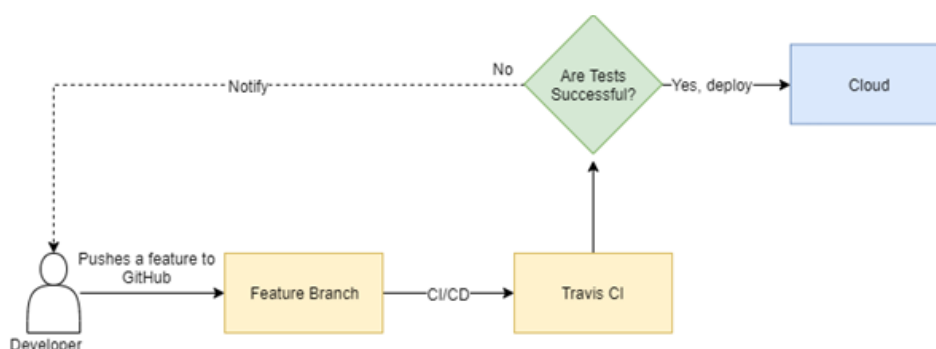 Are Tests
Successful?
No
Yes, deploy
Cloud
Notify
Pushes a feature to
GitHub
Feature Branch
CI/CD
Travis CI
Developer